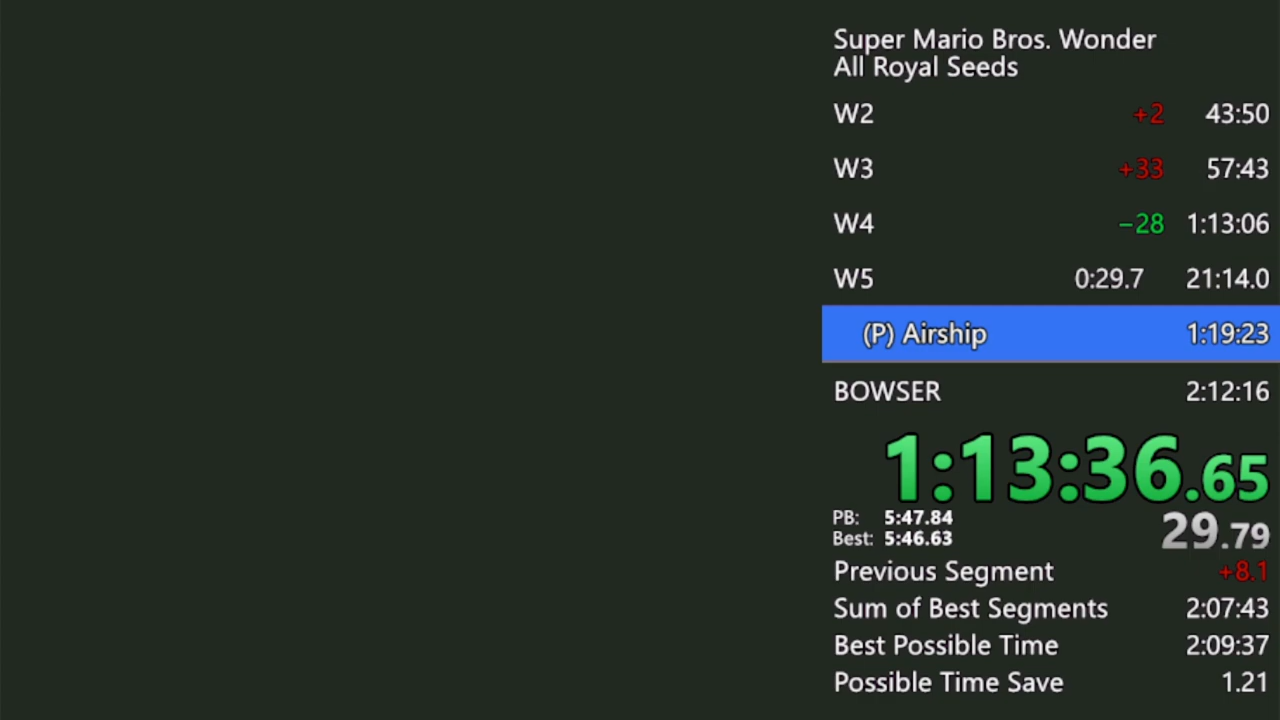 Super Mario Bros. Wonder
All Royal Seeds
W2 +2 43:50
W3 +33 57:43
W4 −28 1:13:06
W5 0:29.7 21:14.0
(P) Airship 1:19:23
BOWSER 2:12:16
1:13:36.65
PB: 5:47.84
Best: 5:46.63
29.79
Previous Segment +8.1
Sum of Best Segments 2:07:43
Best Possible Time 2:09:37
Possible Time Save 1.21